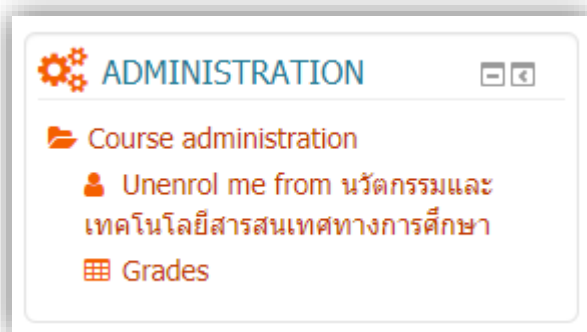 ADMINISTRATION
Course administration
Unenrol me from นวัตกรรมและ
เทคโนโลยีสารสนเทศทางการศึกษา
Grades